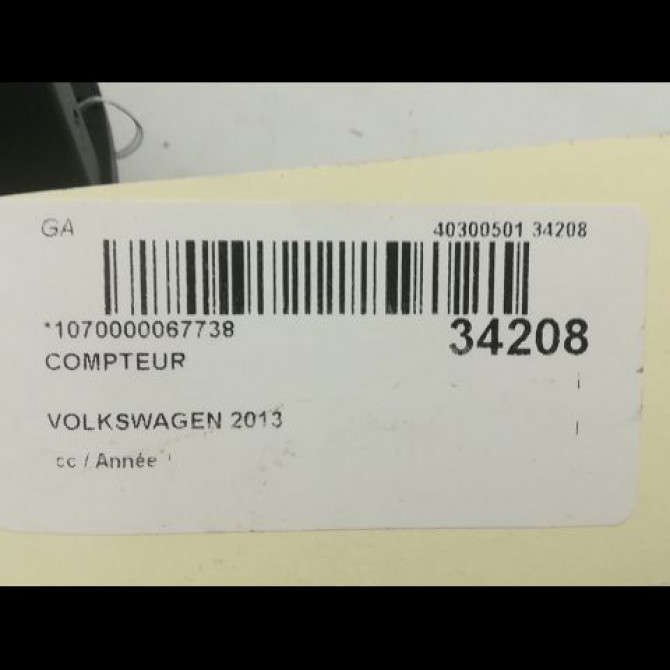 GA 40300501 34208
*1070000067738 34208
COMPTEUR
VOLKSWAGEN 2013
cc / Année